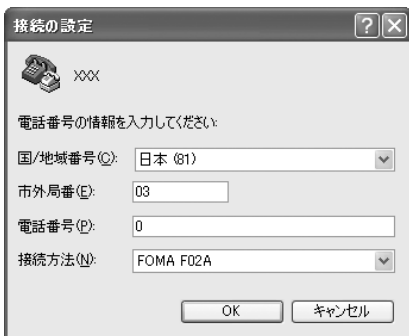 接続の設定
XXX
電話番号の情報を入力してください:
国/地域番号(C): 日本 (81)
市外局番(E): 03
電話番号(P): 0
接続方法(N): FOMA F02A
OK キャンセル